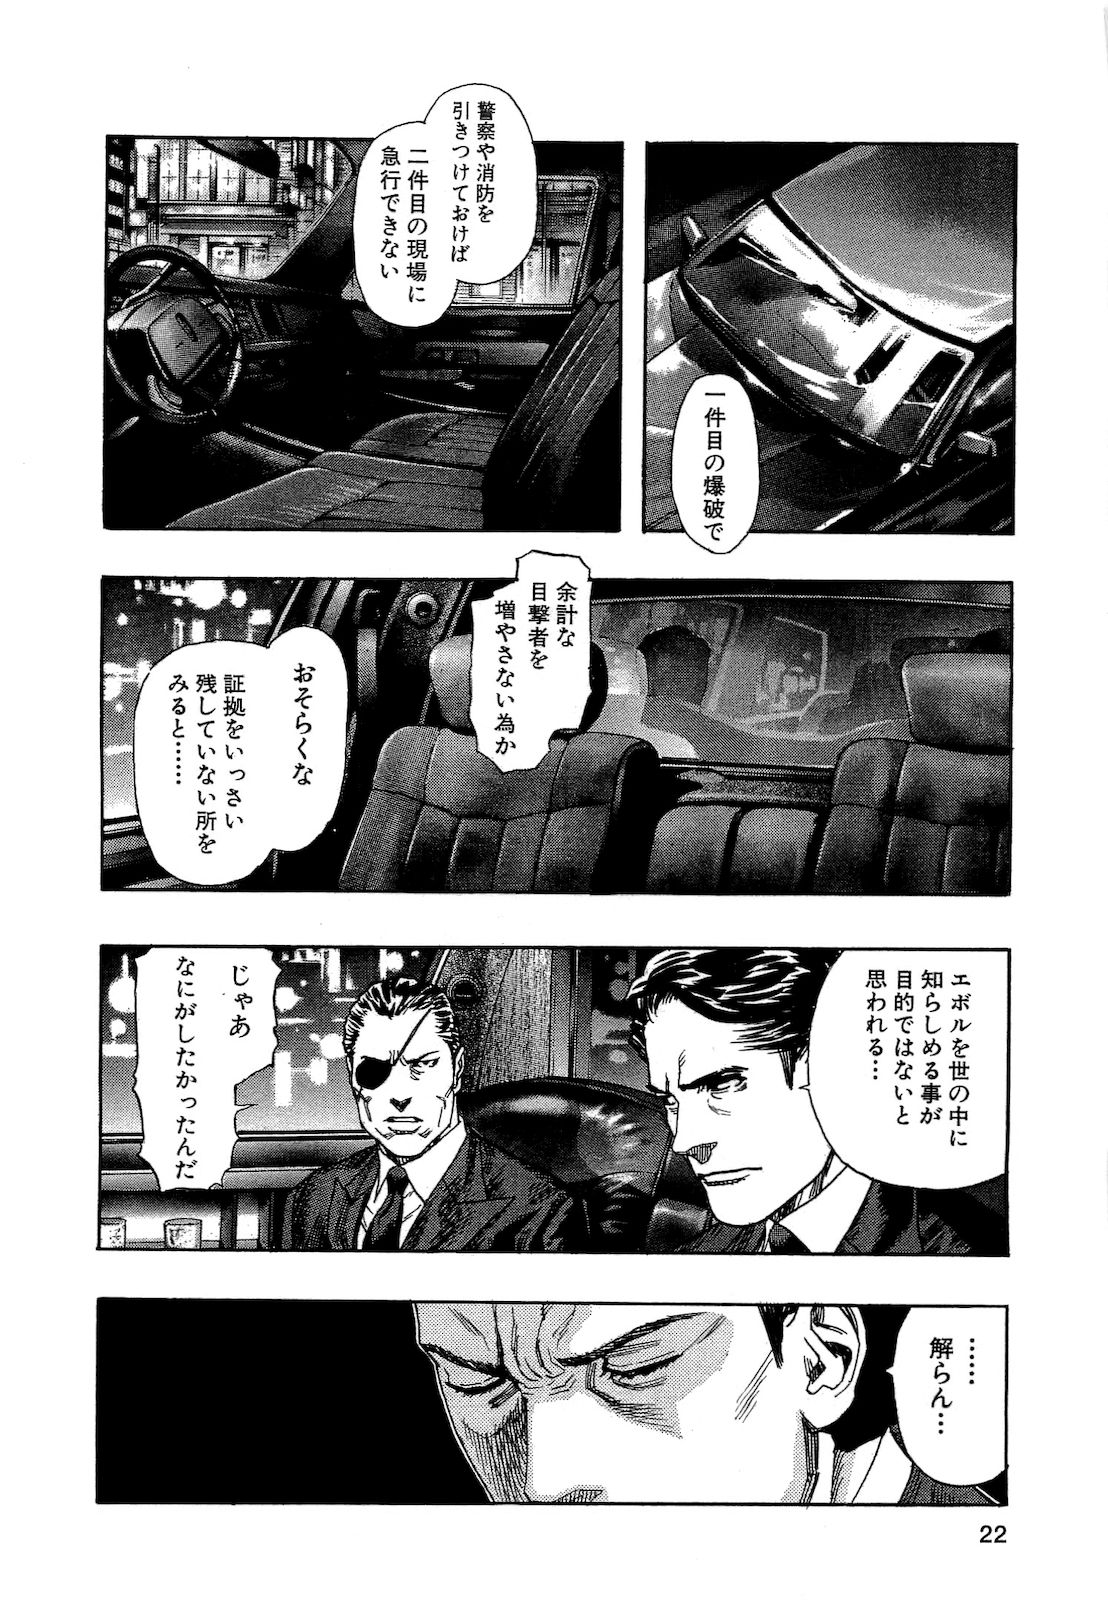 一件目の爆破で
警察や消防を
引きつけておけば
二件目の現場に
急行できない
余計な
目撃者を
増やさない為か
おそらくな
証拠をいっさい
残していない所を
みると……
エボルを世の中に
知らしめる事が
目的ではないと
思われる…
じゃあ
なにがしたかったんだ
……
解らん…
22